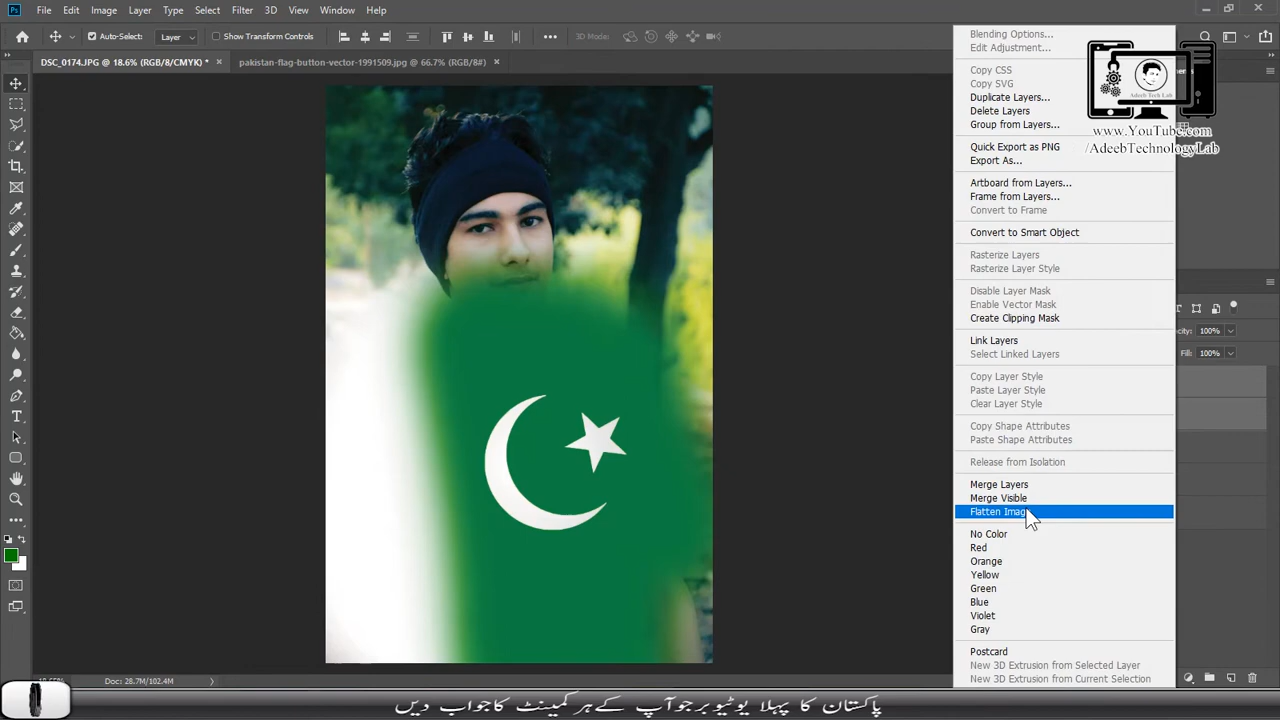 File Edit Image Layer Type Select Filter 3D View Window Help
Auto-Select: Layer Show Transform Controls 3D Mode:
DSC_0174.JPG @ 18.6% (RGB/8/CMYK) * × pakistan-flag-button-vector-1991509.jpg @ 66.7% (RGB/8#) ×
Blending Options...
Edit Adjustment...
Copy CSS
Copy SVG
Duplicate Layers...
Delete Layers
Group from Layers...
Quick Export as PNG
Export As...
Artboard from Layers...
Frame from Layers...
Convert to Frame
Convert to Smart Object
Rasterize Layers
Rasterize Layer Style
Disable Layer Mask
Enable Vector Mask
Create Clipping Mask
Link Layers
Select Linked Layers
Copy Layer Style
Paste Layer Style
Clear Layer Style
Copy Shape Attributes
Paste Shape Attributes
Release from Isolation
Merge Layers
Merge Visible
Flatten Image
No Color
Red
Orange
Yellow
Green
Blue
Violet
Gray
Postcard
New 3D Extrusion from Selected Layer
New 3D Extrusion from Current Selection
Adeeb Tech Lab
www.YouTube.com
/AdeebTechnologyLab
100%
Fill: 100%
Doc: 28.7M/102.4M
پاکستان کا پہلا یوٹیوبر جو آپ کے ہر کمینٹ کا جواب دیں